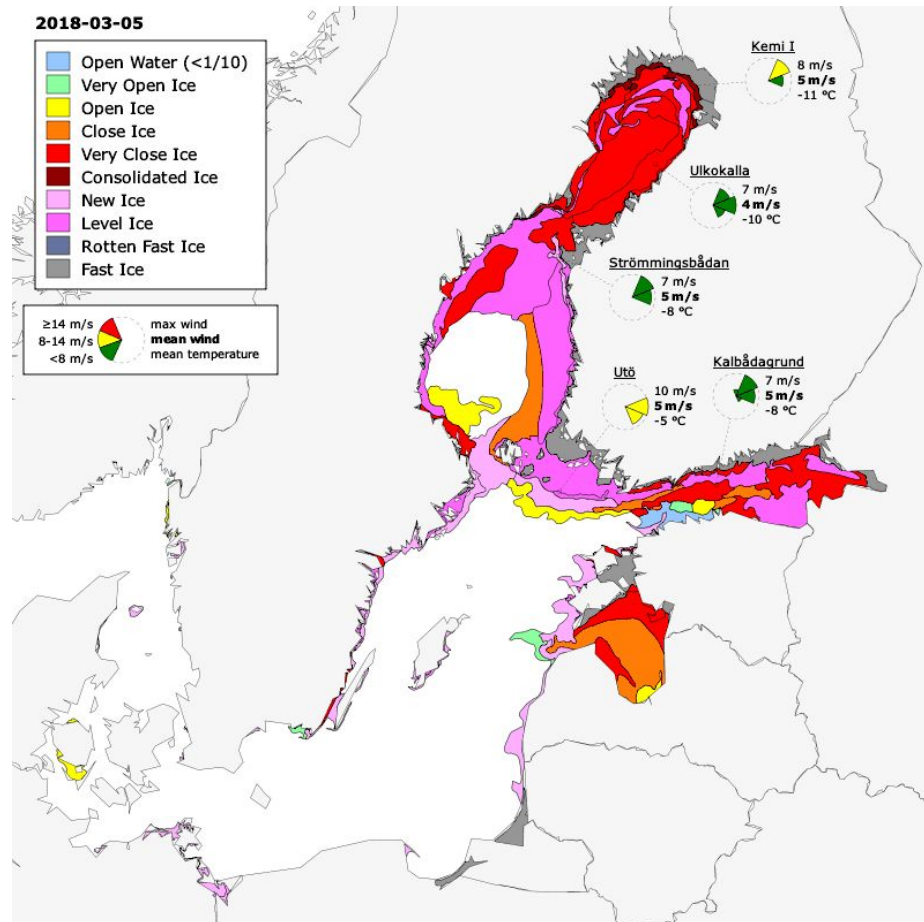 2018-03-05
Open Water (<1/10)
Very Open Ice
Open Ice
Close Ice
Very Close Ice
Consolidated Ice
New Ice
Level Ice
Rotten Fast Ice
Fast Ice
≥14 m/s
8-14 m/s
<8 m/s
max wind
mean wind
mean temperature
Kemi I
8 m/s
5 m/s
-11 ºC
Ulkokalla
7 m/s
4 m/s
-10 ºC
Strömmingsbådan
7 m/s
5 m/s
-8 ºC
Utö
10 m/s
5 m/s
-5 ºC
Kalbådagrund
7 m/s
5 m/s
-8 ºC